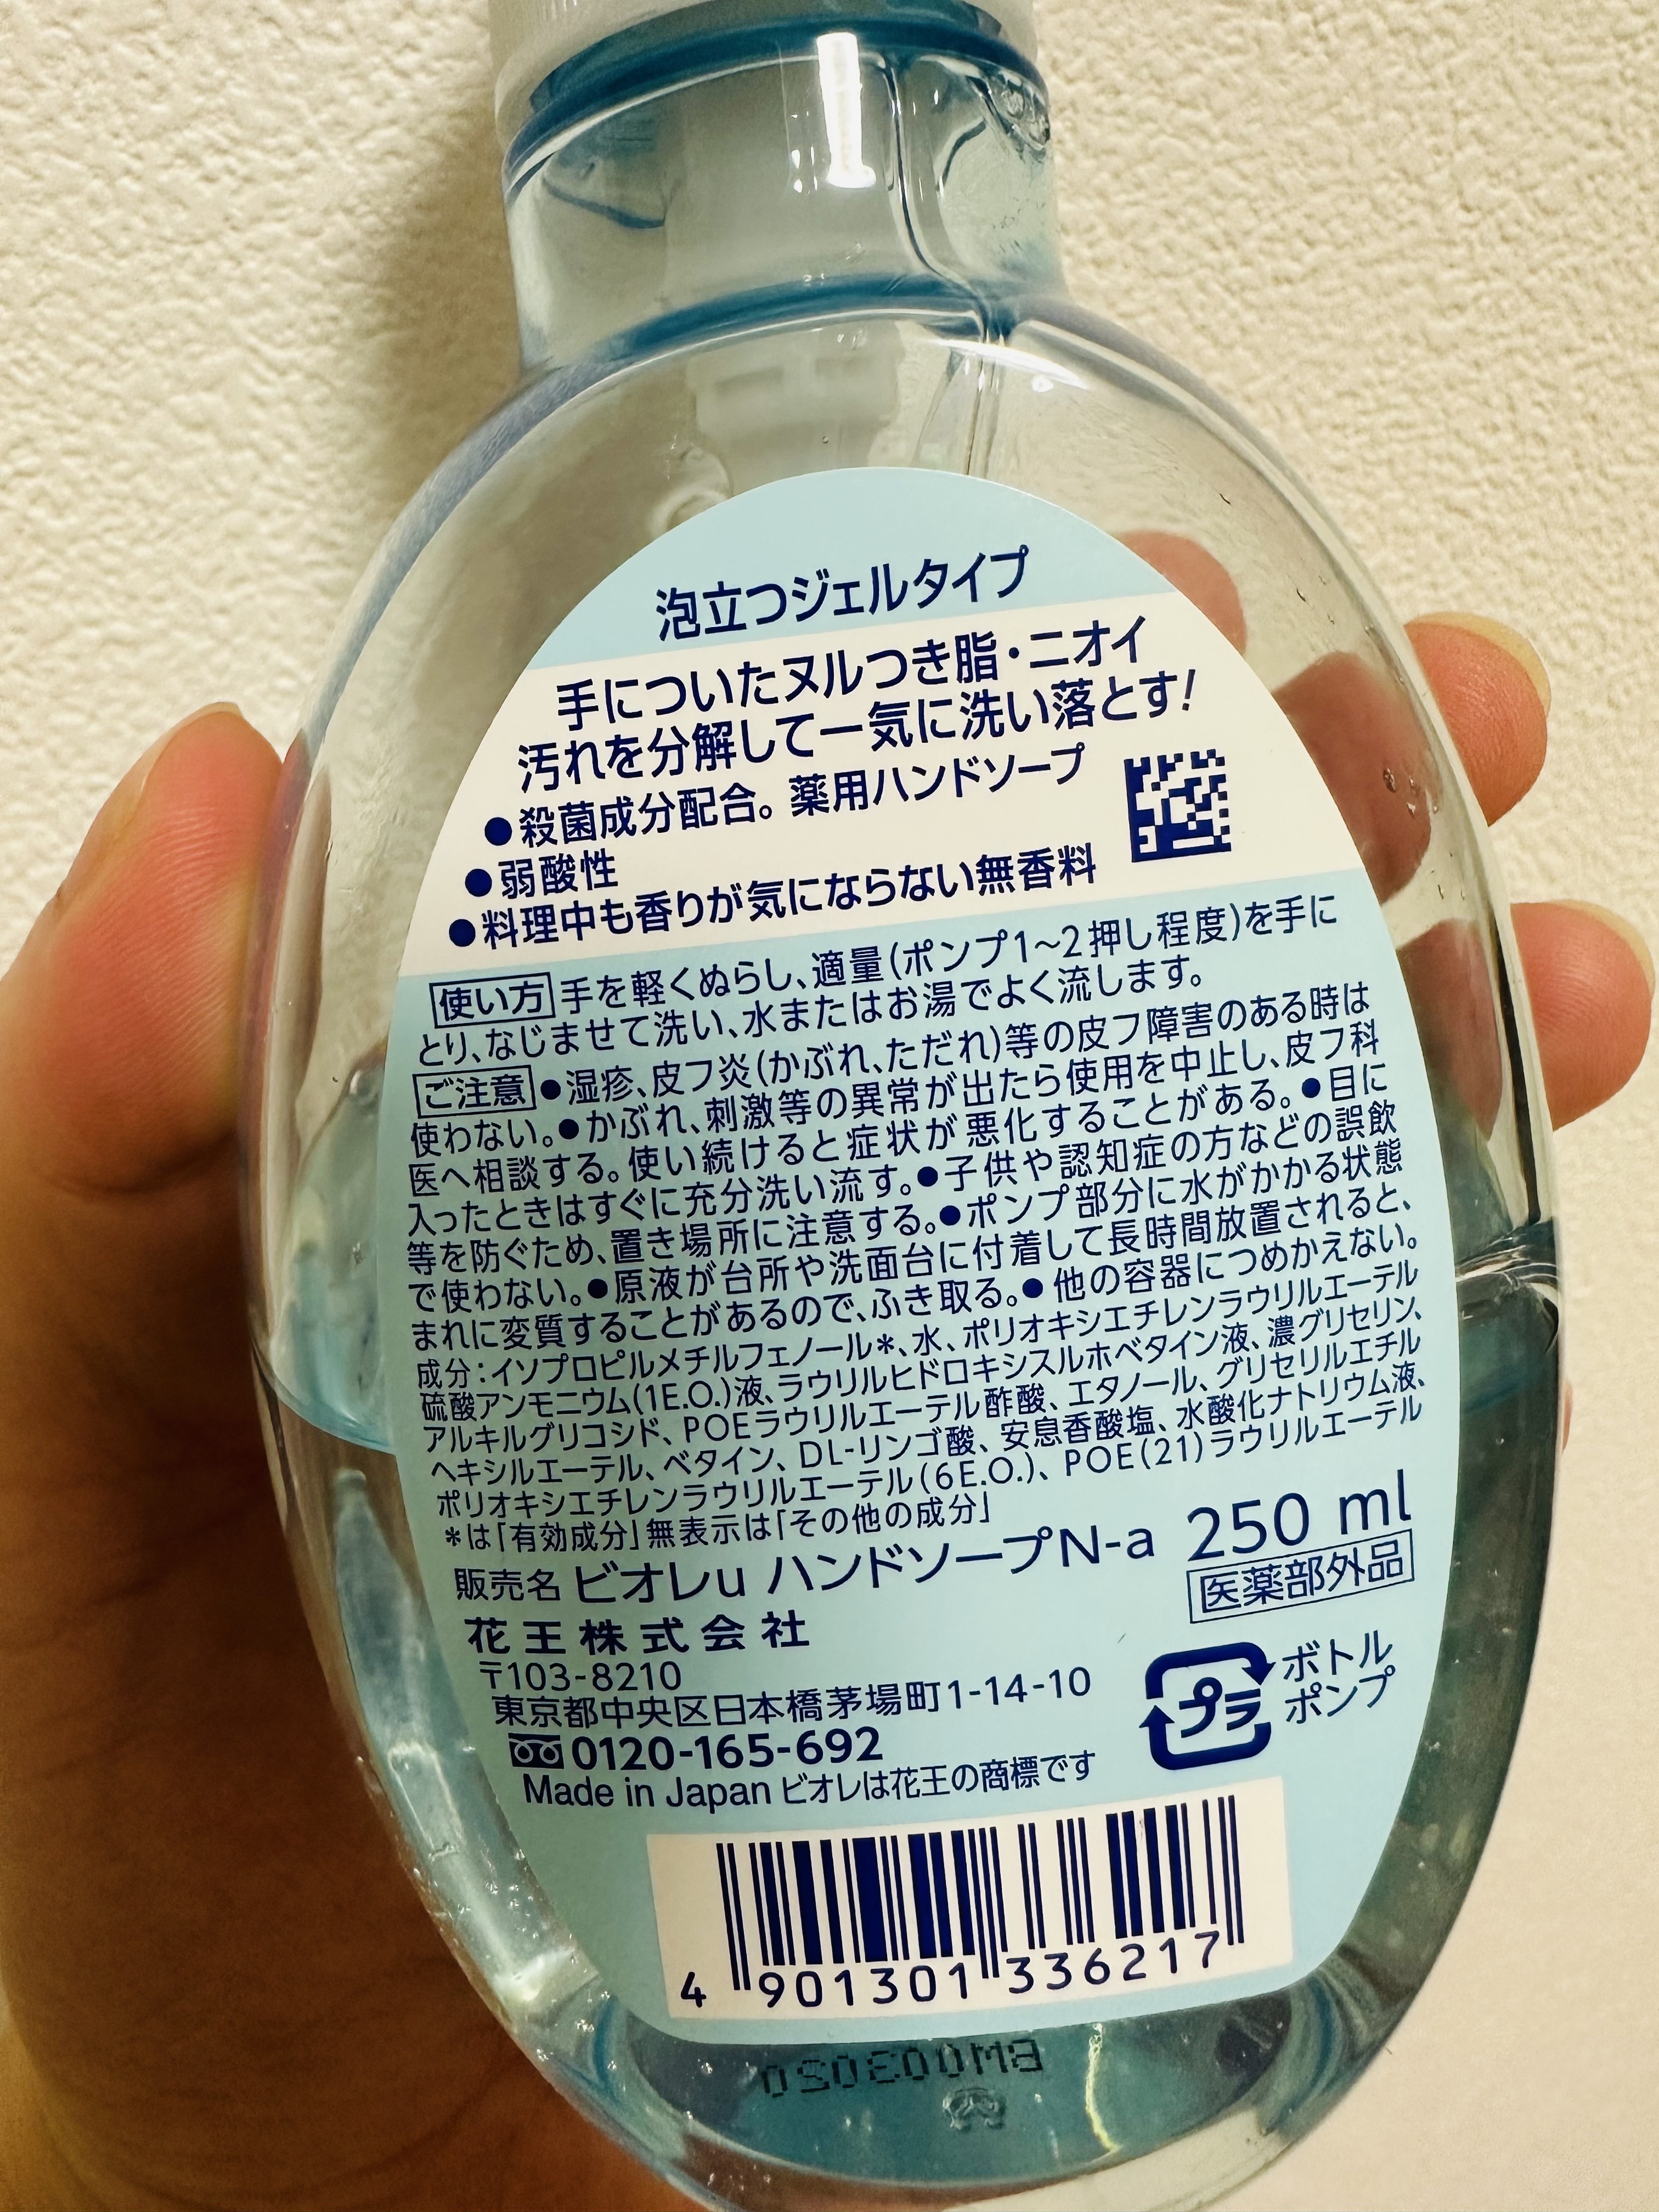 泡立つジェルタイプ
手についたヌルつき脂・ニオイ
汚れを分解して一気に洗い落とす!
●殺菌成分配合。薬用ハンドソープ
●弱酸性
●料理中も香りが気にならない無香料
使い方 手を軽くぬらし、適量(ポンプ1~2押し程度)を手に
とり、なじませて洗い、水またはお湯でよく流します。
ご注意 ●湿疹、皮フ炎(かぶれ、ただれ)等の皮フ障害のある時は
使わない。●かぶれ、刺激等の異常が出たら使用を中止し、皮フ科
医へ相談する。使い続けると症状が悪化することがある。●目に
入ったときはすぐに充分洗い流す。●子供や認知症の方などの誤飲
等を防ぐため、置き場所に注意する。●ポンプ部分に水がかかる状態
で使わない。●原液が台所や洗面台に付着して長時間放置されると、
まれに変質することがあるので、ふき取る。●他の容器につめかえない。
成分:イソプロピルメチルフェノール*、水、ポリオキシエチレンラウリルエーテル
硫酸アンモニウム(1E.O.)液、ラウリルヒドロキシスルホベタイン液、濃グリセリン、
アルキルグリコシド、POEラウリルエーテル酢酸、エタノール、グリセリルエチル
ヘキシルエーテル、ベタイン、DL-リンゴ酸、安息香酸塩、水酸化ナトリウム液、
ポリオキシエチレンラウリルエーテル(6E.O.)、POE(21)ラウリルエーテル
*は「有効成分」無表示は「その他の成分」
販売名 ビオレu ハンドソープN-a 250 ml
医薬部外品
花王株式会社
〒103-8210
東京都中央区日本橋茅場町1-14-10
0120-165-692
Made in Japan ビオレは花王の商標です
プラ
ボトル
ポンプ
4 901301 336217